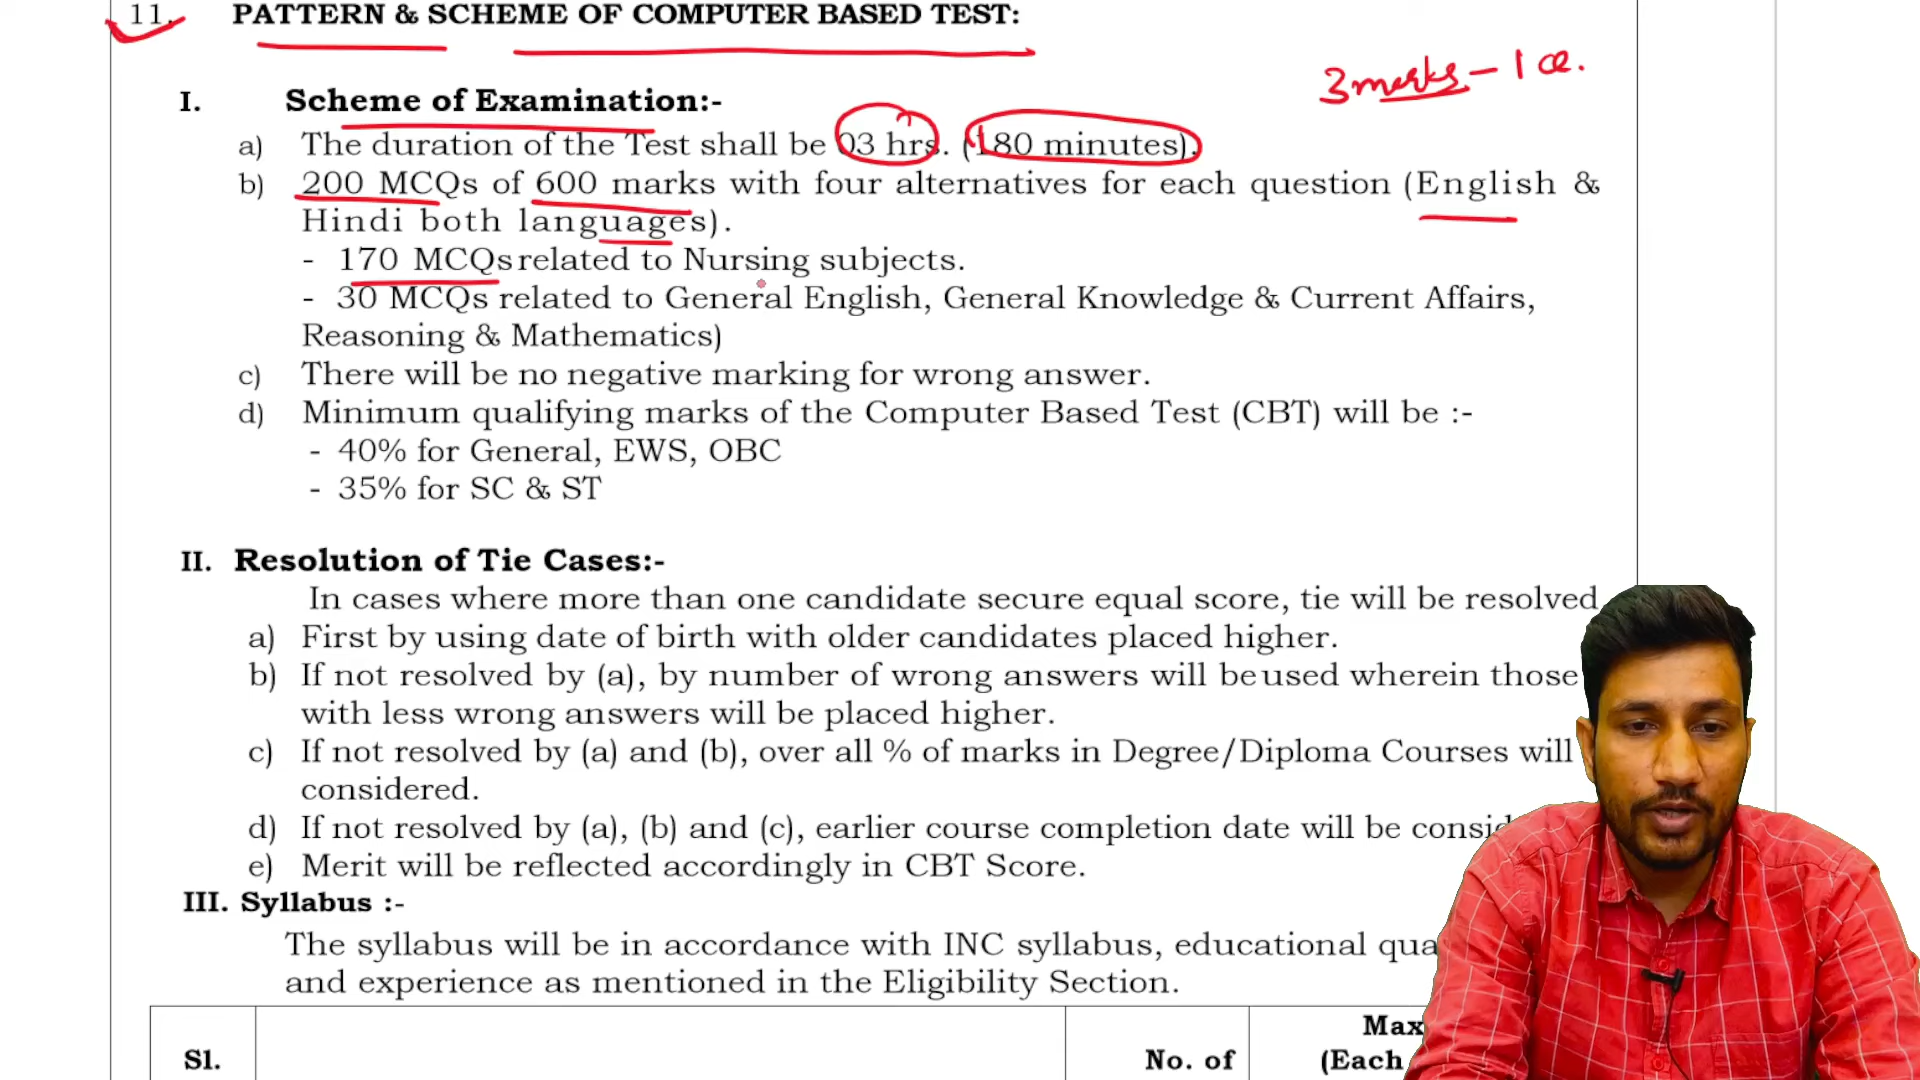 11. PATTERN & SCHEME OF COMPUTER BASED TEST:
3 marks – 1 Q.
I. Scheme of Examination:-
a) The duration of the Test shall be 03 hrs. (180 minutes).
b) 200 MCQs of 600 marks with four alternatives for each question (English &
Hindi both languages).
- 170 MCQs related to Nursing subjects.
- 30 MCQs related to General English, General Knowledge & Current Affairs,
Reasoning & Mathematics)
c) There will be no negative marking for wrong answer.
d) Minimum qualifying marks of the Computer Based Test (CBT) will be :-
- 40% for General, EWS, OBC
- 35% for SC & ST
II. Resolution of Tie Cases:-
In cases where more than one candidate secure equal score, tie will be resolved
a) First by using date of birth with older candidates placed higher.
b) If not resolved by (a), by number of wrong answers will be used wherein those
with less wrong answers will be placed higher.
c) If not resolved by (a) and (b), over all % of marks in Degree/Diploma Courses will
considered.
d) If not resolved by (a), (b) and (c), earlier course completion date will be
e) Merit will be reflected accordingly in CBT Score.
III. Syllabus :-
The syllabus will be in accordance with INC syllabus, educational
and experience as mentioned in the Eligibility Section.
Max
Sl. No. of (Each